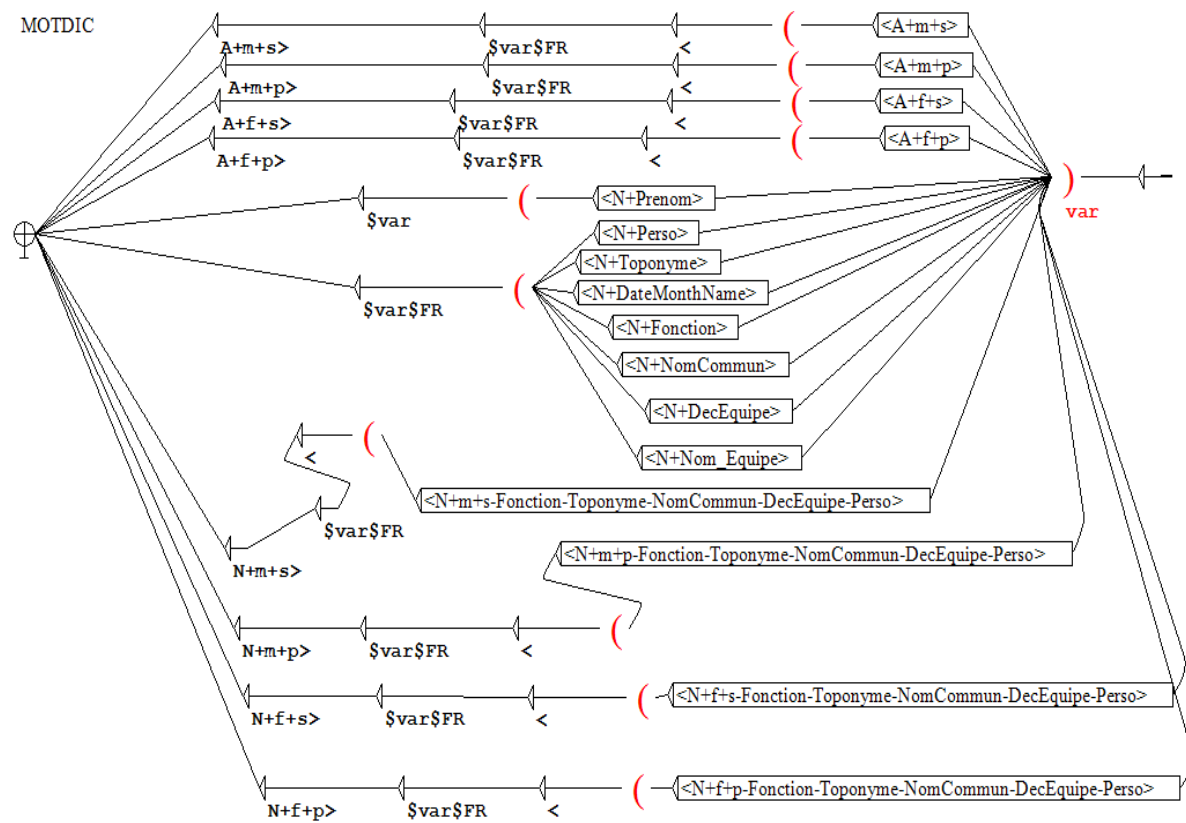 MOTDIC
A+m+s> $var$FR < ( <A+m+s>
A+m+p> $var$FR < ( <A+m+p>
A+f+s> $var$FR < ( <A+f+s>
A+f+p> $var$FR < ( <A+f+p>
$var ( <N+Prenom>
) var
<N+Perso>
<N+Toponyme>
$var$FR ( <N+DateMonthName>
<N+Fonction>
<N+NomCommun>
<N+DecEquipe>
<N+Nom_Equipe>
< (
<N+m+s-Fonction-Toponyme-NomCommun-DecEquipe-Perso>
$var$FR
N+m+s>
<N+m+p-Fonction-Toponyme-NomCommun-DecEquipe-Perso>
N+m+p> $var$FR < (
N+f+s> $var$FR < ( <N+f+s-Fonction-Toponyme-NomCommun-DecEquipe-Perso>
N+f+p> $var$FR < ( <N+f+p-Fonction-Toponyme-NomCommun-DecEquipe-Perso>